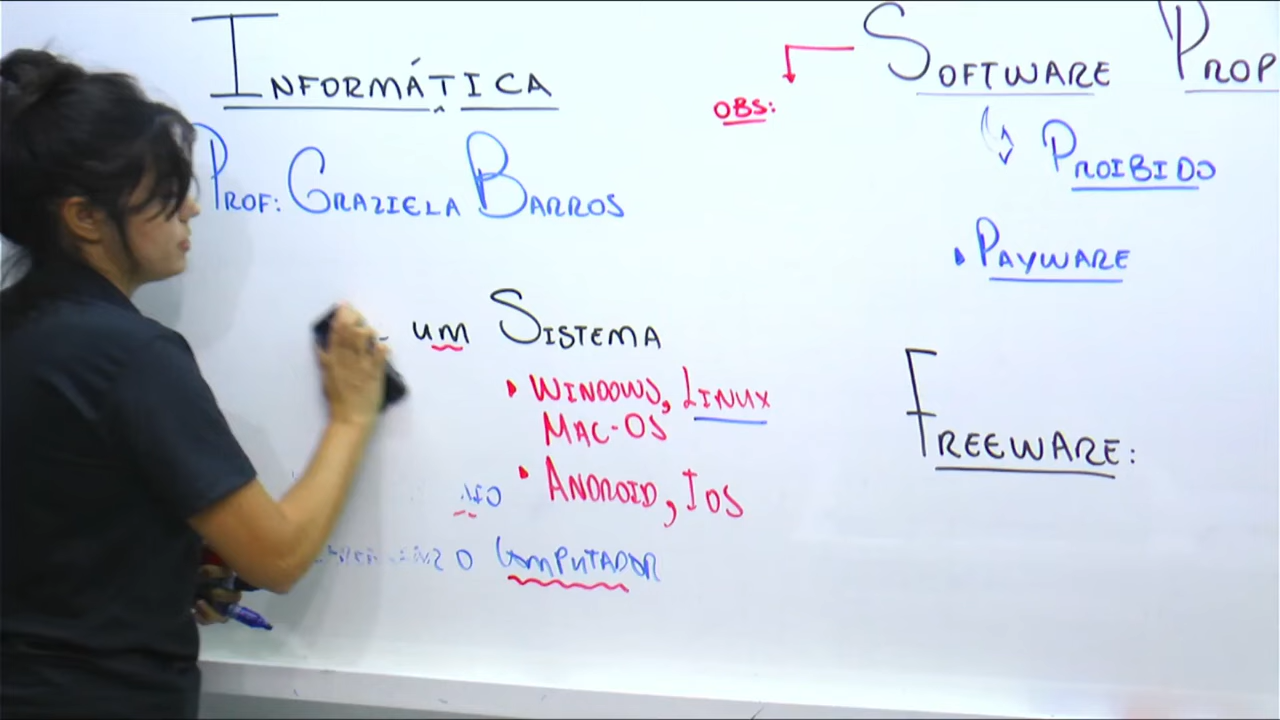 INFORMÁTICA
PROF: GRAZIELA BARROS
UM SISTEMA
• WINDOWS, LINUX
MAC-OS
• ANDROID, IOS
O COMPUTADOR
OBS:
SOFTWARE PROP
PROIBIDO
• PAYWARE
FREEWARE: